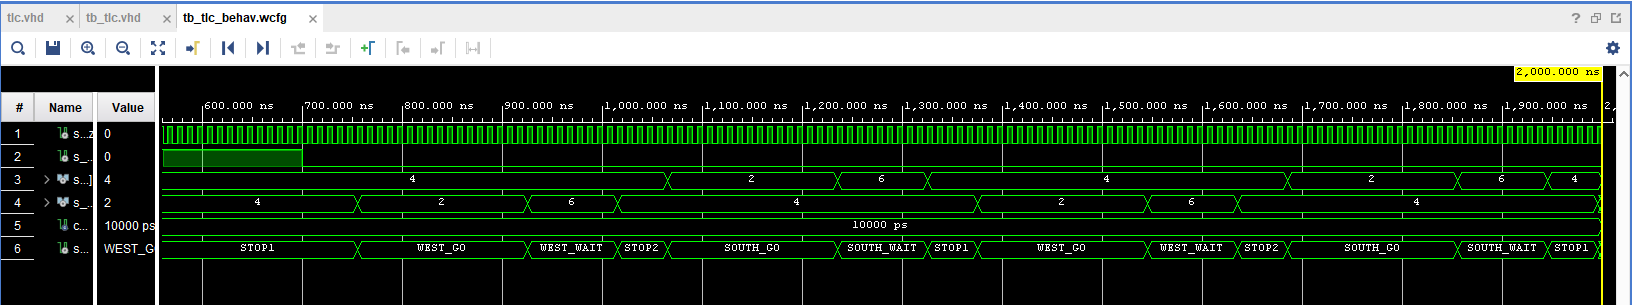 tlc.vhd × tb_tlc.vhd × tb_tlc_behav.wcfg ×
?
2,000.000 ns
# Name Value 600.000 ns 700.000 ns 800.000 ns 900.000 ns 1,000.000 ns 1,100.000 ns 1,200.000 ns 1,300.000 ns 1,400.000 ns 1,500.000 ns 1,600.000 ns 1,700.000 ns 1,800.000 ns 1,900.000 ns 2,
1 s...z 0
2 s_... 0
3 s...] 4 4 2 6 4 2 6 4
4 s_... 2 4 2 6 4 2 6 4
5 c... 10000 ps 10000 ps
6 s... WEST_G STOP1 WEST_GO WEST_WAIT STOP2 SOUTH_GO SOUTH_WAIT STOP1 WEST_GO WEST_WAIT STOP2 SOUTH_GO SOUTH_WAIT STOP1